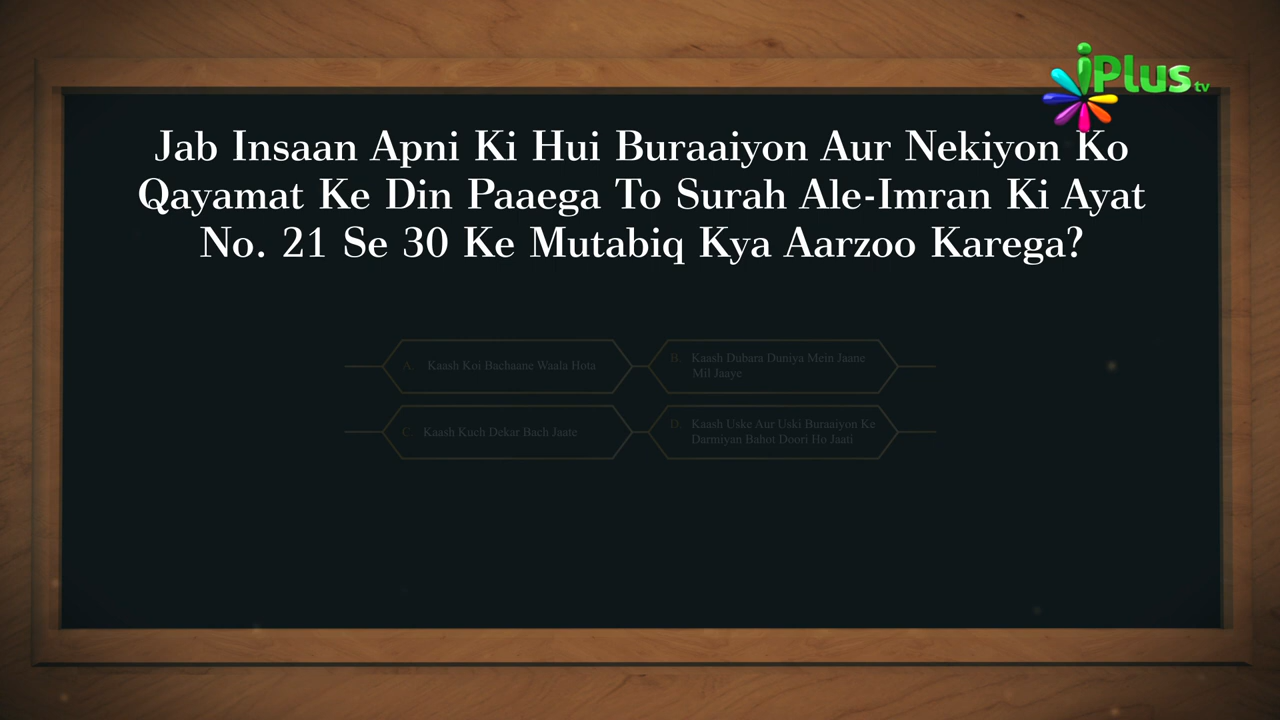 iPlus tv
Jab Insaan Apni Ki Hui Buraaiyon Aur Nekiyon Ko
Qayamat Ke Din Paaega To Surah Ale-Imran Ki Ayat
No. 21 Se 30 Ke Mutabiq Kya Aarzoo Karega?
A. Kaash Koi Bachaane Waala Hota
B. Kaash Dubara Duniya Mein Jaane
Mil Jaaye
C. Kaash Kuch Dekar Bach Jaate
D. Kaash Uske Aur Uski Buraaiyon Ke
Darmiyan Bahot Doori Ho Jaati